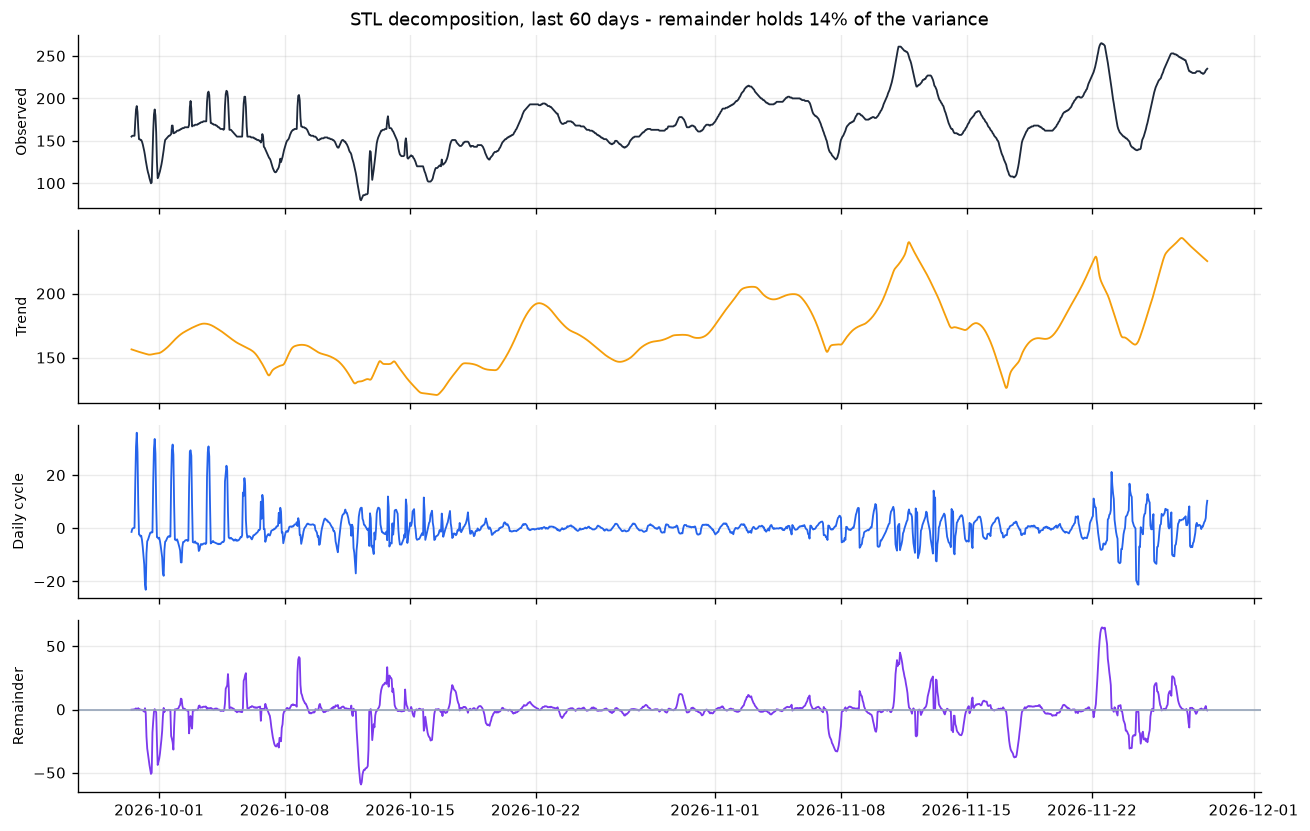 STL decomposition, last 60 days - remainder holds 14% of the variance
Observed
250
200
150
100
Trend
200
150
Daily cycle
20
0
−20
Remainder
50
0
−50
2026-10-01 2026-10-08 2026-10-15 2026-10-22 2026-11-01 2026-11-08 2026-11-15 2026-11-22 2026-12-01